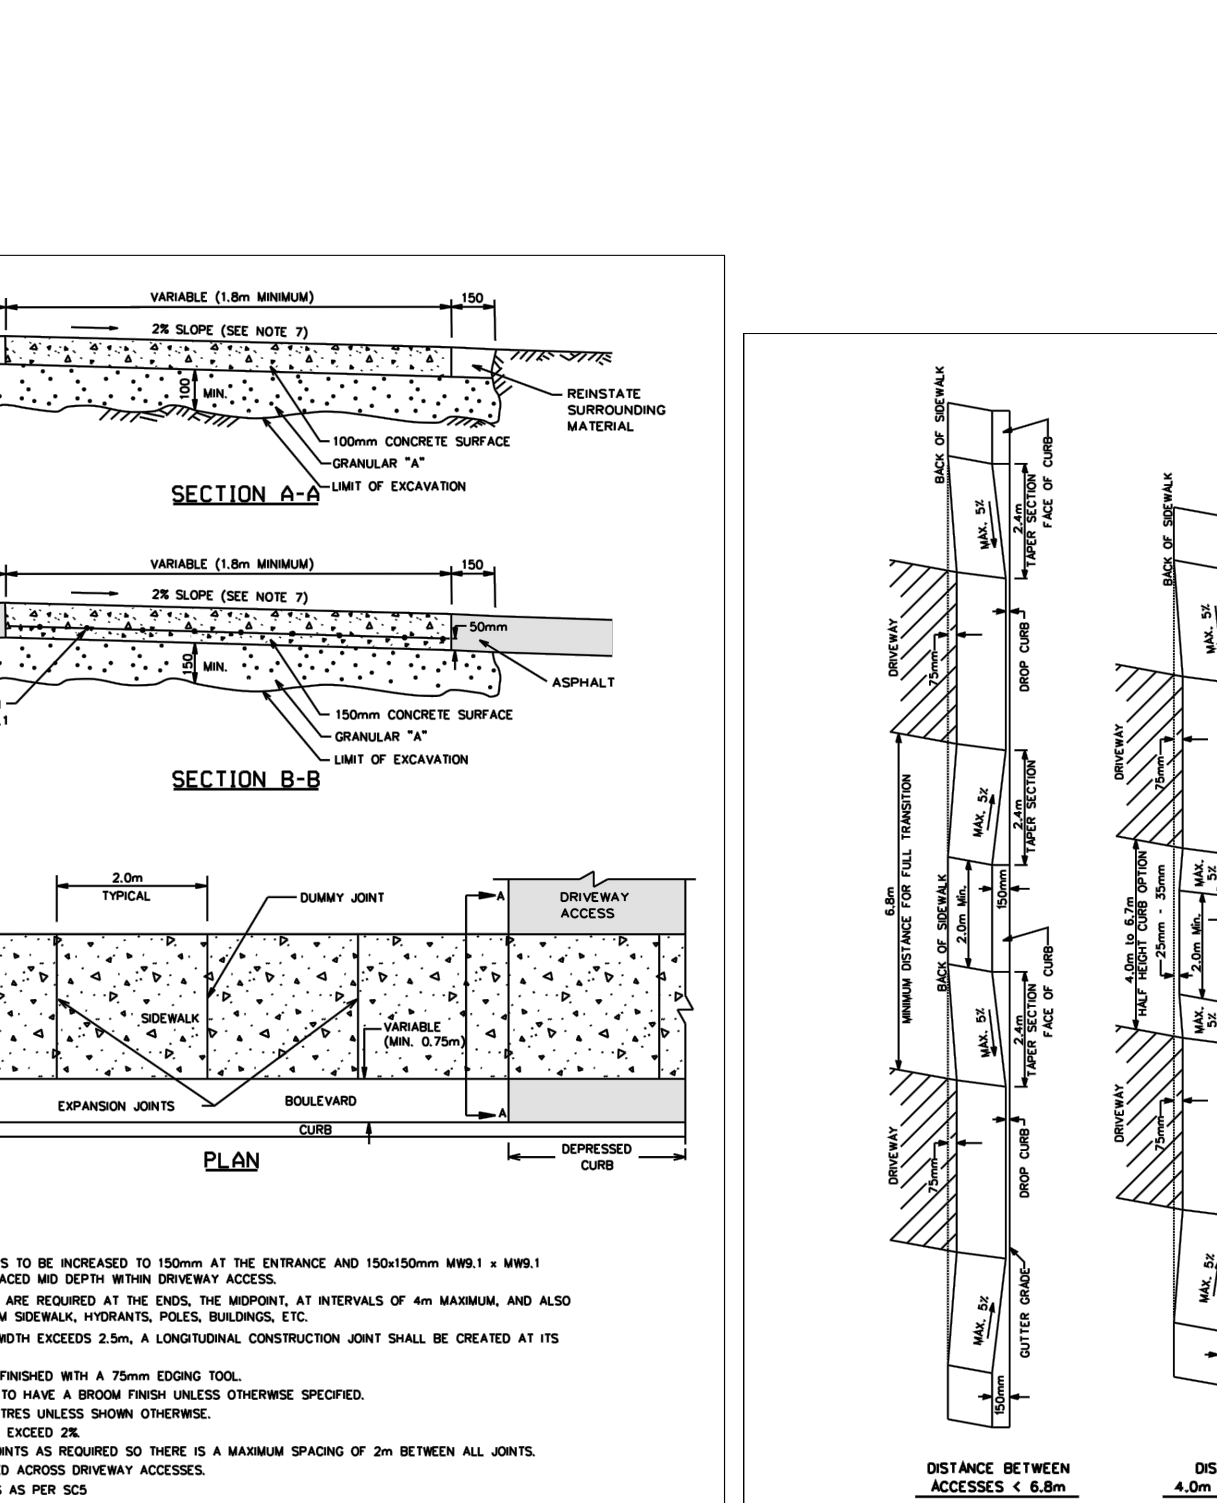 VARIABLE (1.8m MINIMUM)
150
2% SLOPE (SEE NOTE 7)
100
MIN.
REINSTATE
SURROUNDING
MATERIAL
100mm CONCRETE SURFACE
GRANULAR "A"
LIMIT OF EXCAVATION
SECTION A-A
VARIABLE (1.8m MINIMUM)
150
2% SLOPE (SEE NOTE 7)
50mm
150
MIN.
ASPHALT
.1
150mm CONCRETE SURFACE
GRANULAR "A"
LIMIT OF EXCAVATION
SECTION B-B
2.0m
TYPICAL
DUMMY JOINT
A
DRIVEWAY
ACCESS
SIDEWALK
VARIABLE
(MIN. 0.75m)
EXPANSION JOINTS
BOULEVARD
A
CURB
PLAN
DEPRESSED
CURB
S TO BE INCREASED TO 150mm AT THE ENTRANCE AND 150x150mm MW9.1 x MW9.1
ACED MID DEPTH WITHIN DRIVEWAY ACCESS.
ARE REQUIRED AT THE ENDS, THE MIDPOINT, AT INTERVALS OF 4m MAXIMUM, AND ALSO
M SIDEWALK, HYDRANTS, POLES, BUILDINGS, ETC.
WIDTH EXCEEDS 2.5m, A LONGITUDINAL CONSTRUCTION JOINT SHALL BE CREATED AT ITS
FINISHED WITH A 75mm EDGING TOOL.
TO HAVE A BROOM FINISH UNLESS OTHERWISE SPECIFIED.
TRES UNLESS SHOWN OTHERWISE.
EXCEED 2%.
INTS AS REQUIRED SO THERE IS A MAXIMUM SPACING OF 2m BETWEEN ALL JOINTS.
ED ACROSS DRIVEWAY ACCESSES.
S AS PER SC5
BACK OF SIDEWALK
MAX. 5%
2.4m
TAPER SECTION
FACE OF CURB
DRIVEWAY
75mm
DROP CURB
6.8m
MINIMUM DISTANCE FOR FULL TRANSITION
MAX. 5%
2.4m
TAPER SECTION
BACK OF SIDEWALK
2.0m Min.
150mm
MAX. 5%
2.4m
TAPER SECTION
FACE OF CURB
DRIVEWAY
75mm
DROP CURB
MAX. 5%
GUTTER GRADE
150mm
DISTANCE BETWEEN
ACCESSES < 6.8m
BACK OF SIDEWALK
MAX. 5%
DRIVEWAY
75mm
4.0m to 6.7m
HALF HEIGHT CURB OPTION
25mm - 35mm
MAX.
5%
2.0m Min.
MAX.
5%
DRIVEWAY
75mm
MAX. 5%
DIS
4.0m